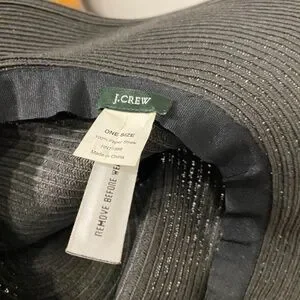 J.CREW
ONE SIZE
100% Paper Straw
Made in China
REMOVE BEFORE